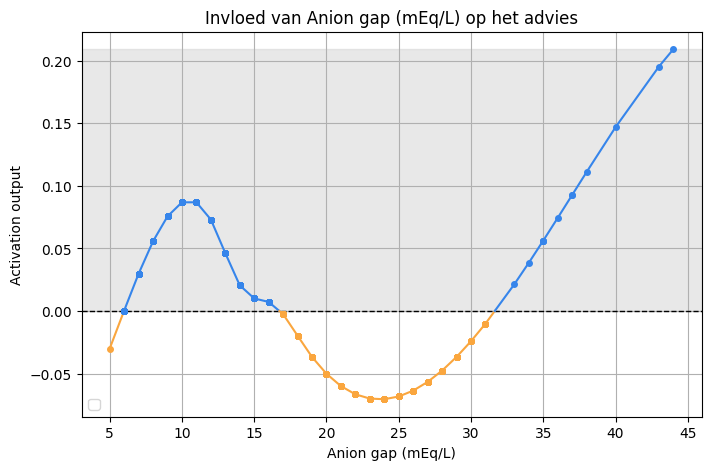 Invloed van Anion gap (mEq/L) op het advies
Activation output
0.20
0.15
0.10
0.05
0.00
−0.05
5 10 15 20 25 30 35 40 45
Anion gap (mEq/L)